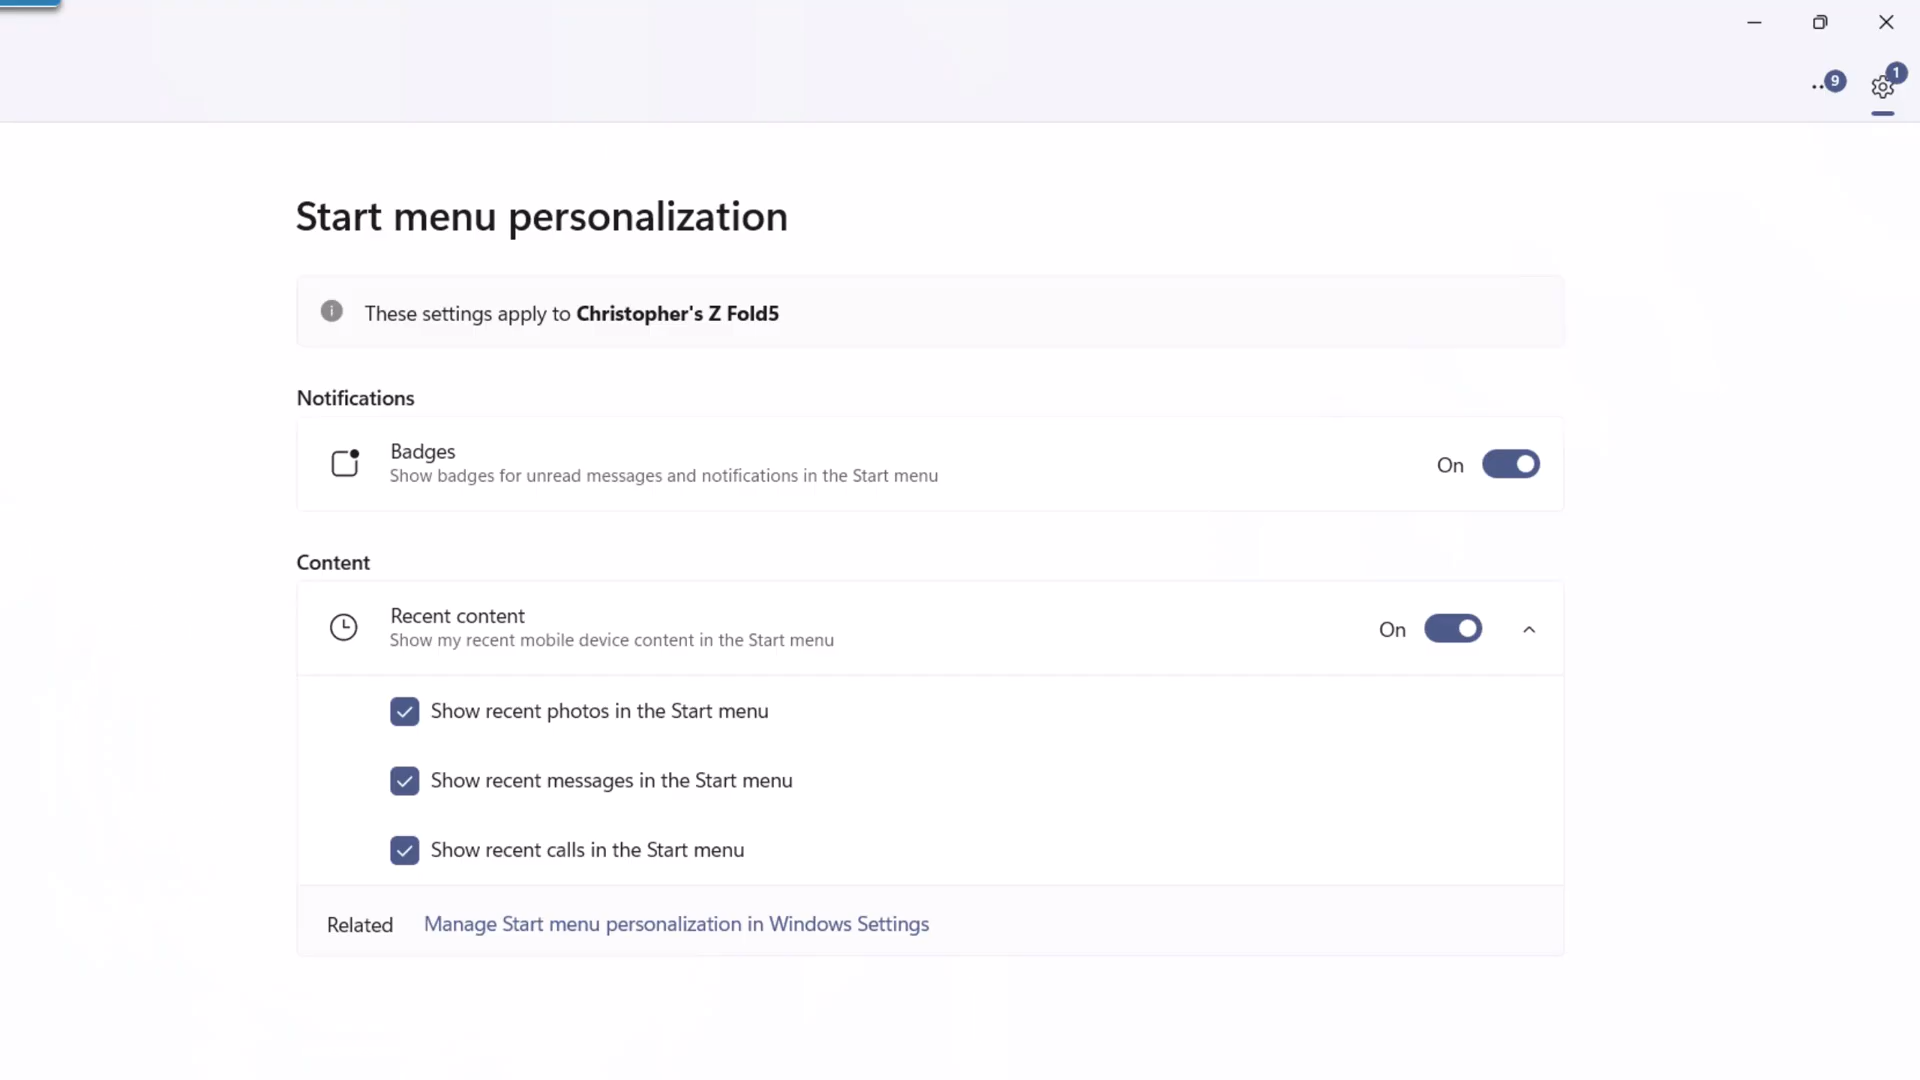 9
1
Start menu personalization
These settings apply to Christopher's Z Fold5
Notifications
Badges
Show badges for unread messages and notifications in the Start menu
On
Content
Recent content
Show my recent mobile device content in the Start menu
On
Show recent photos in the Start menu
Show recent messages in the Start menu
Show recent calls in the Start menu
Related Manage Start menu personalization in Windows Settings